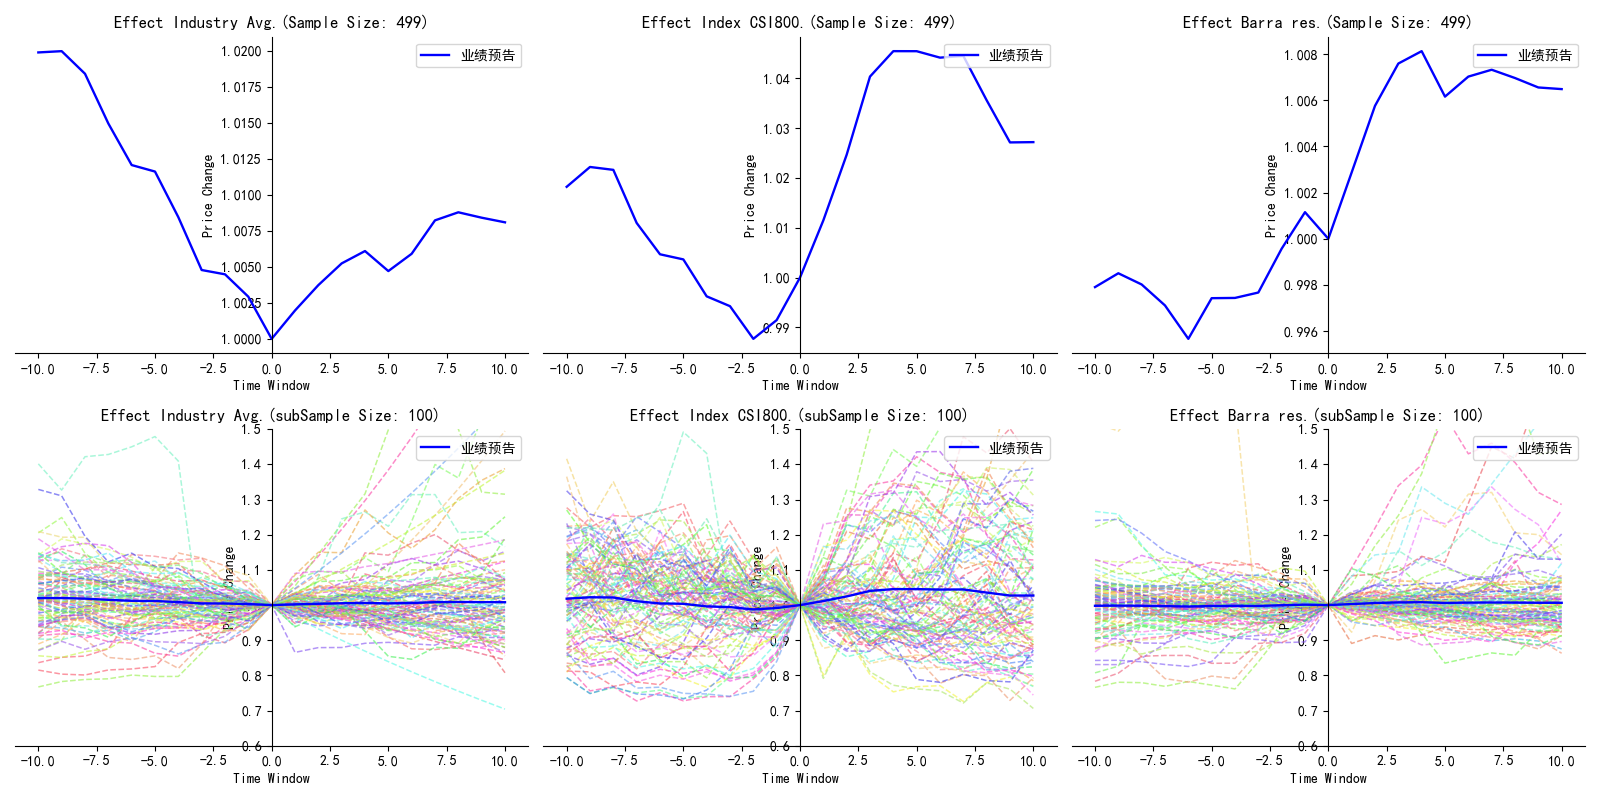 Effect Industry Avg.(Sample Size: 499)
业绩预告
Price Change
1.0200
1.0175
1.0150
1.0125
1.0100
1.0075
1.0050
1.0025
1.0000
-10.0 -7.5 -5.0 -2.5 0.0 2.5 5.0 7.5 10.0
Time Window
Effect Index CSI800.(Sample Size: 499)
业绩预告
Price Change
1.04
1.03
1.02
1.01
1.00
0.99
-10.0 -7.5 -5.0 -2.5 0.0 2.5 5.0 7.5 10.0
Time Window
Effect Barra res.(Sample Size: 499)
业绩预告
Price Change
1.008
1.006
1.004
1.002
1.000
0.998
0.996
-10.0 -7.5 -5.0 -2.5 0.0 2.5 5.0 7.5 10.0
Time Window
Effect Industry Avg.(subSample Size: 100)
业绩预告
Price Change
1.5
1.4
1.3
1.2
1.1
1.0
0.9
0.8
0.7
0.6
-10.0 -7.5 -5.0 -2.5 0.0 2.5 5.0 7.5 10.0
Time Window
Effect Index CSI800.(subSample Size: 100)
业绩预告
Price Change
1.5
1.4
1.3
1.2
1.1
1.0
0.9
0.8
0.7
0.6
-10.0 -7.5 -5.0 -2.5 0.0 2.5 5.0 7.5 10.0
Time Window
Effect Barra res.(subSample Size: 100)
业绩预告
Price Change
1.5
1.4
1.3
1.2
1.1
1.0
0.9
0.8
0.7
0.6
-10.0 -7.5 -5.0 -2.5 0.0 2.5 5.0 7.5 10.0
Time Window